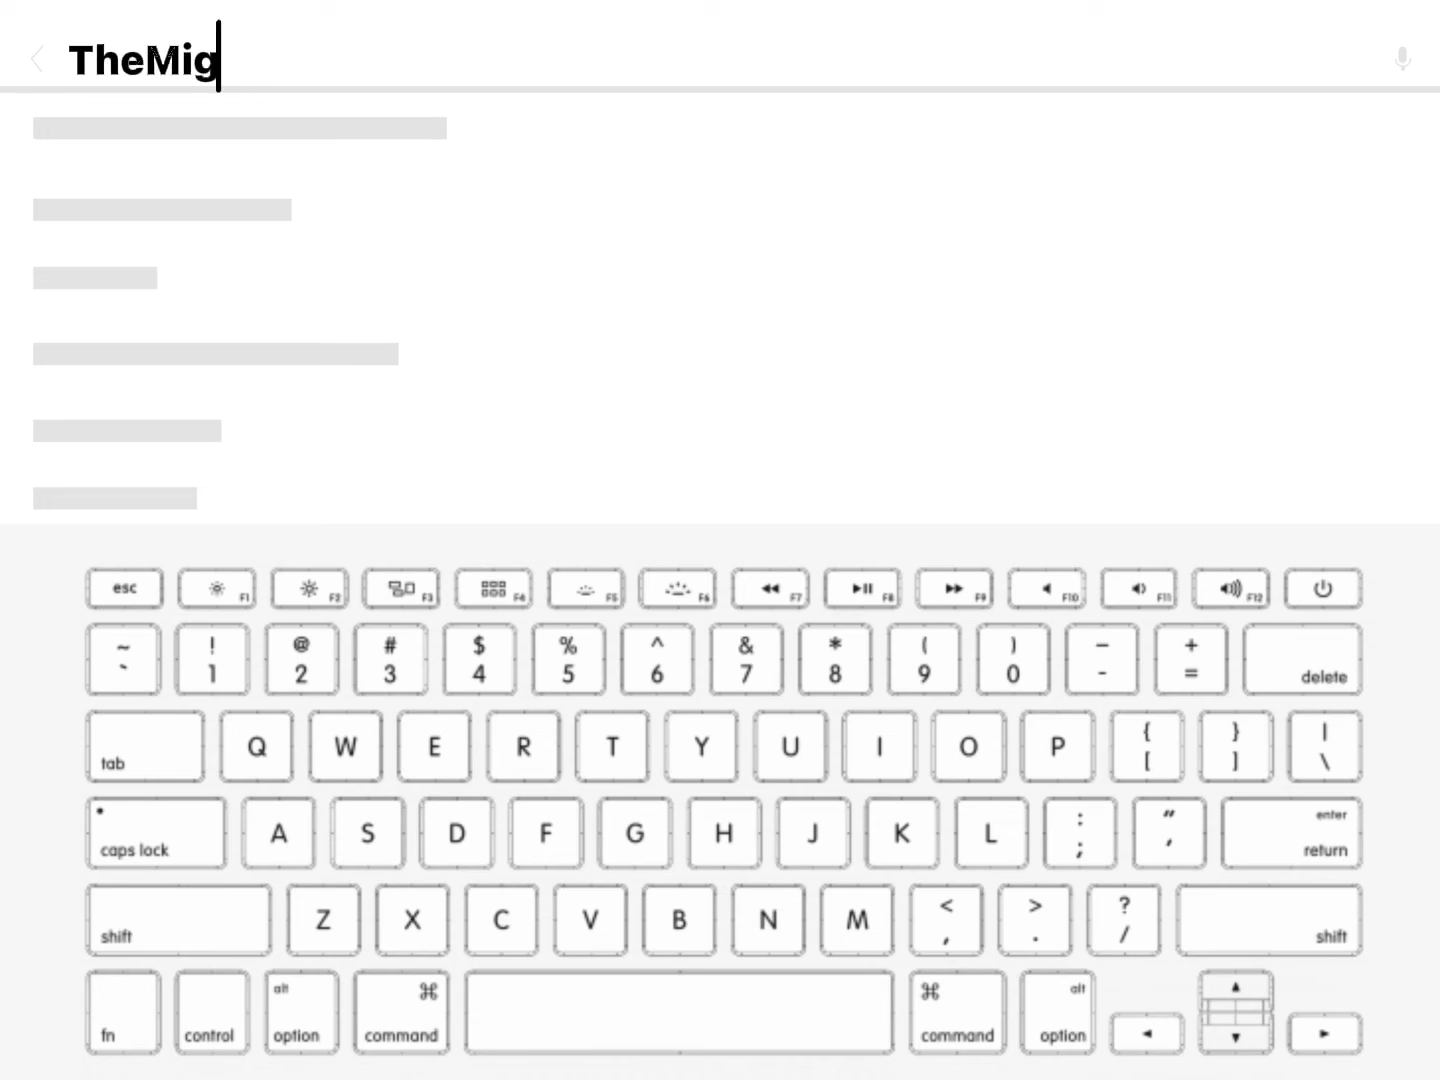 TheMig
esc F1 F2 F3 F4 F5 F6 F7 F8 F9 F10 F11 F12
~ ` ! 1 @ 2 # 3 $ 4 % 5 ^ 6 & 7 * 8 ( 9 ) 0 – - + = delete
tab Q W E R T Y U I O P { [ } ] | \
caps lock A S D F G H J K L : ; " ' enter return
shift Z X C V B N M < , > . ? / shift
fn control alt option ⌘ command ⌘ command alt option